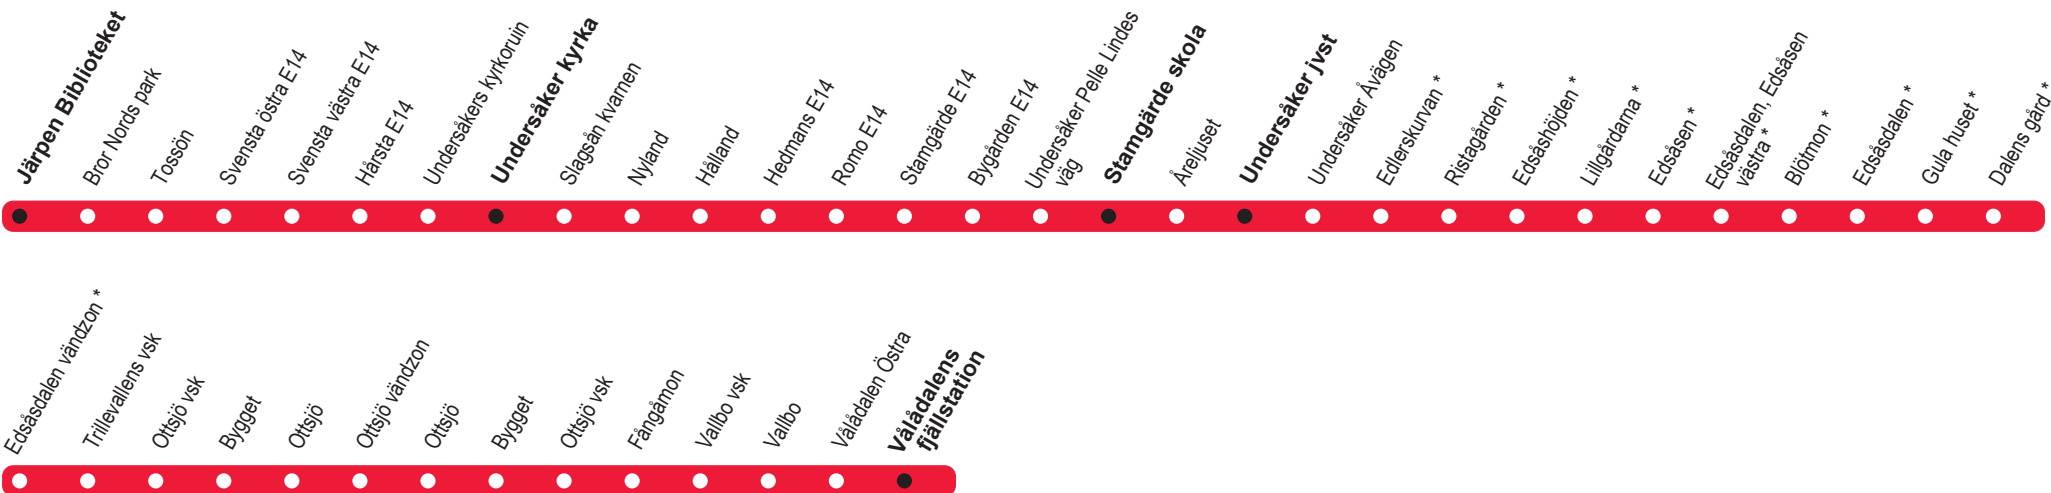 Järpen Biblioteket
Bror Nords park
Tossön
Svensta östra E14
Svensta västra E14
Hårsta E14
Undersåkers kyrkoruin
Undersåker kyrka
Slagsån kvarnen
Nyland
Hålland
Hedmans E14
Romo E14
Stamgärde E14
Bygården E14
Undersåker Pelle Lindes
väg
Stamgärde skola
Åreljuset
Undersåker jvst
Undersåker Åvägen
Edlerskurvan *
Ristagården *
Edsåshöjden *
Lillgårdarna *
Edsåsen *
Edsåsdalen, Edsåsen
västra *
Blötmon *
Edsåsdalen *
Gula huset *
Dalens gård *
Edsåsdalen vändzon *
Trillevallens vsk
Ottsjö vsk
Bygget
Ottsjö
Ottsjö vändzon
Ottsjö
Bygget
Ottsjö vsk
Fångåmon
Vallbo vsk
Vallbo
Vålådalen Östra
Vålådalens
fjällstation